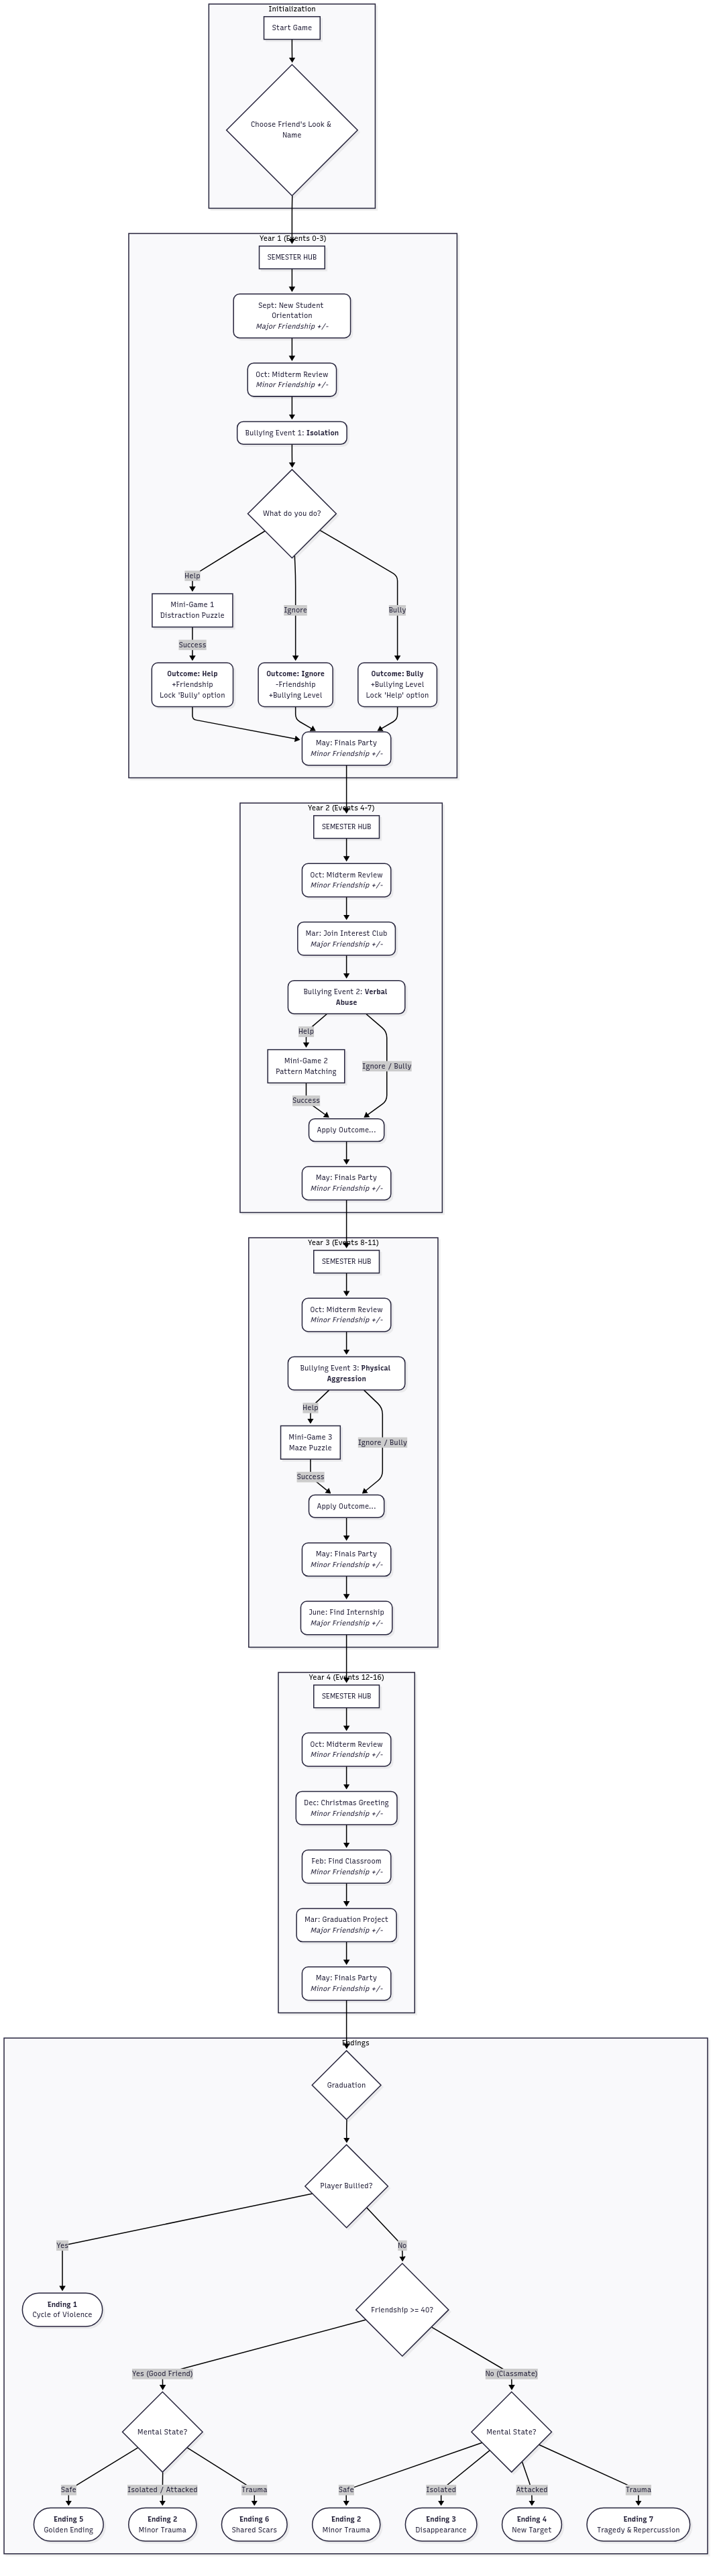 Initialization
Start Game
Choose Friend's Look &
Name
Year 1 (Events 0-3)
SEMESTER HUB
Sept: New Student
Orientation
Major Friendship +/-
Oct: Midterm Review
Minor Friendship +/-
Bullying Event 1: Isolation
What do you do?
Help
Mini-Game 1
Distraction Puzzle
Ignore
Bully
Success
Outcome: Help
+Friendship
Lock 'Bully' option
Outcome: Ignore
-Friendship
+Bullying Level
Outcome: Bully
+Bullying Level
Lock 'Help' option
May: Finals Party
Minor Friendship +/-
Year 2 (Events 4-7)
SEMESTER HUB
Oct: Midterm Review
Minor Friendship +/-
Mar: Join Interest Club
Major Friendship +/-
Bullying Event 2: Verbal
Abuse
Help
Mini-Game 2
Pattern Matching
Ignore / Bully
Success
Apply Outcome...
May: Finals Party
Minor Friendship +/-
Year 3 (Events 8-11)
SEMESTER HUB
Oct: Midterm Review
Minor Friendship +/-
Bullying Event 3: Physical
Aggression
Help
Mini-Game 3
Maze Puzzle
Ignore / Bully
Success
Apply Outcome...
May: Finals Party
Minor Friendship +/-
June: Find Internship
Major Friendship +/-
Year 4 (Events 12-16)
SEMESTER HUB
Oct: Midterm Review
Minor Friendship +/-
Dec: Christmas Greeting
Minor Friendship +/-
Feb: Find Classroom
Minor Friendship +/-
Mar: Graduation Project
Major Friendship +/-
May: Finals Party
Minor Friendship +/-
Endings
Graduation
Player Bullied?
Yes
No
Ending 1
Cycle of Violence
Friendship >= 40?
Yes (Good Friend)
No (Classmate)
Mental State?
Mental State?
Safe
Isolated / Attacked
Trauma
Safe
Isolated
Attacked
Trauma
Ending 5
Golden Ending
Ending 2
Minor Trauma
Ending 6
Shared Scars
Ending 2
Minor Trauma
Ending 3
Disappearance
Ending 4
New Target
Ending 7
Tragedy & Repercussion